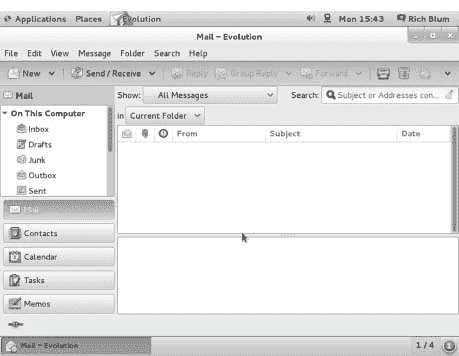 Applications Places Evolution Mon 15:43 Rich Blum
Mail – Evolution
File Edit View Message Folder Search Help
New Send / Receive Reply Group Reply Forward
Mail Show: All Messages Search: Subject or Addresses con...
On This Computer in Current Folder
Inbox From Subject Date
Drafts
Junk
Outbox
Sent
Mail
Contacts
Calendar
Tasks
Memos
Mail – Evolution 1 / 4 1